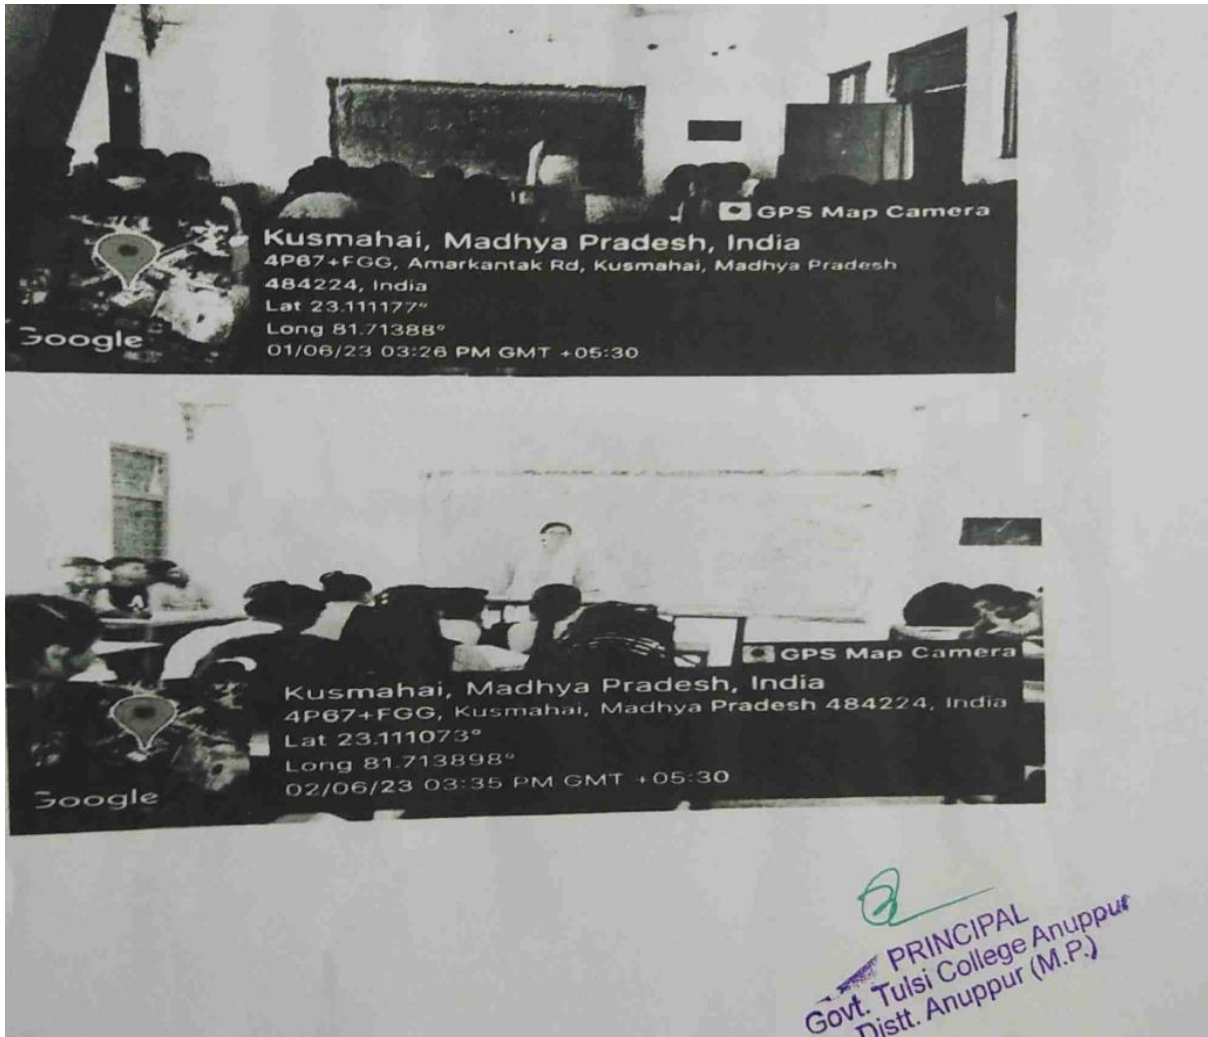 GPS Map Camera
Kusmahai, Madhya Pradesh, India
4P67+FGG, Amarkantak Rd, Kusmahai, Madhya Pradesh
484224, India
Lat 23.111177°
Long 81.71388°
01/06/23 03:26 PM GMT +05:30
Google
GPS Map Camera
Kusmahai, Madhya Pradesh, India
4P67+FGG, Kusmahai, Madhya Pradesh 484224, India
Lat 23.111073°
Long 81.713898°
02/06/23 03:35 PM GMT +05:30
Google
PRINCIPAL
Govt. Tulsi College Anuppur
Distt. Anuppur (M.P.)